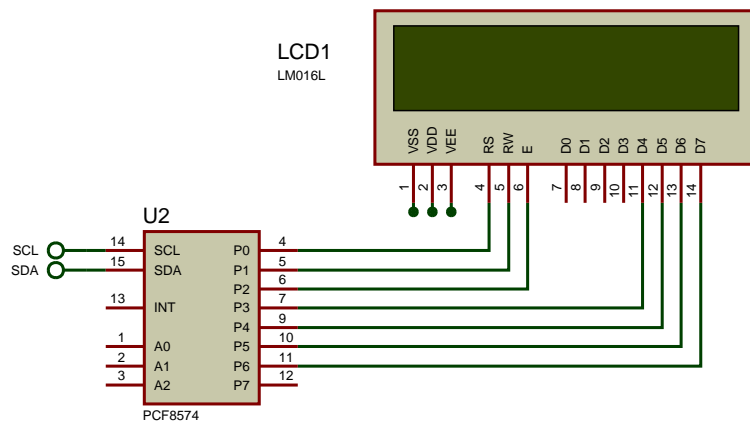 LCD1
LM016L
VSS VDD VEE RS RW E D0 D1 D2 D3 D4 D5 D6 D7
1 2 3 4 5 6 7 8 9 10 11 12 13 14
U2
SCL 14 SCL P0 4
SDA 15 SDA P1 5
P2 6
13 INT P3 7
P4 9
1 A0 P5 10
2 A1 P6 11
3 A2 P7 12
PCF8574